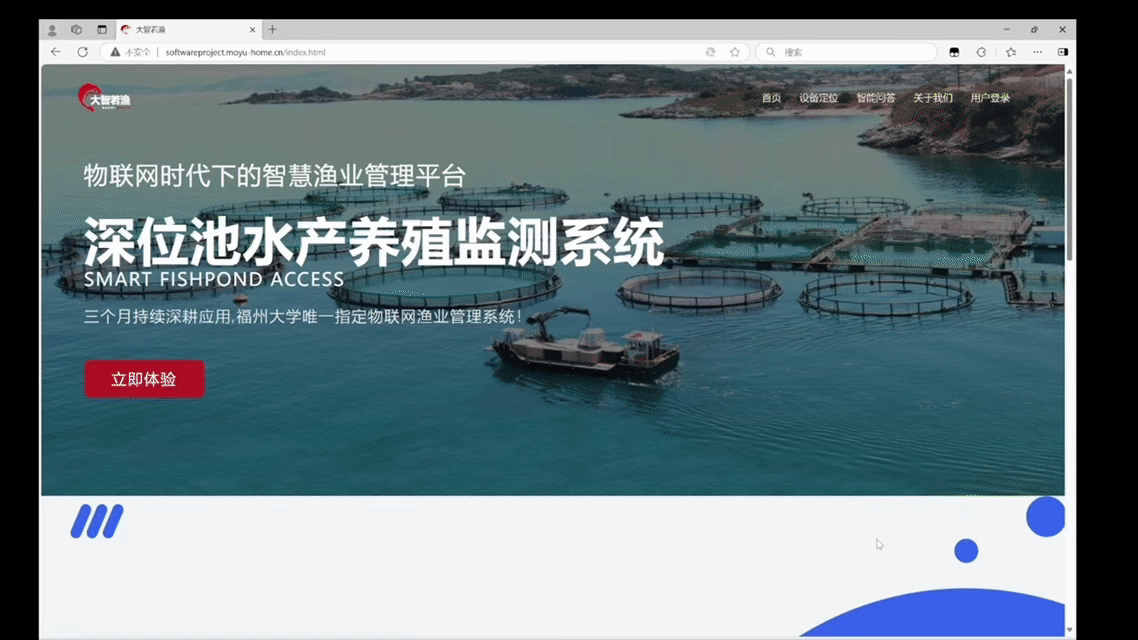 大智若渔
不安全
softwareproject.moyu-home.cn/index.html
搜索
大智若渔
首页 设备定位 智能问答 关于我们 用户登录
物联网时代下的智慧渔业管理平台
深位池水产养殖监测系统
SMART FISHPOND ACCESS
三个月持续深耕应用,福州大学唯一指定物联网渔业管理系统!
立即体验